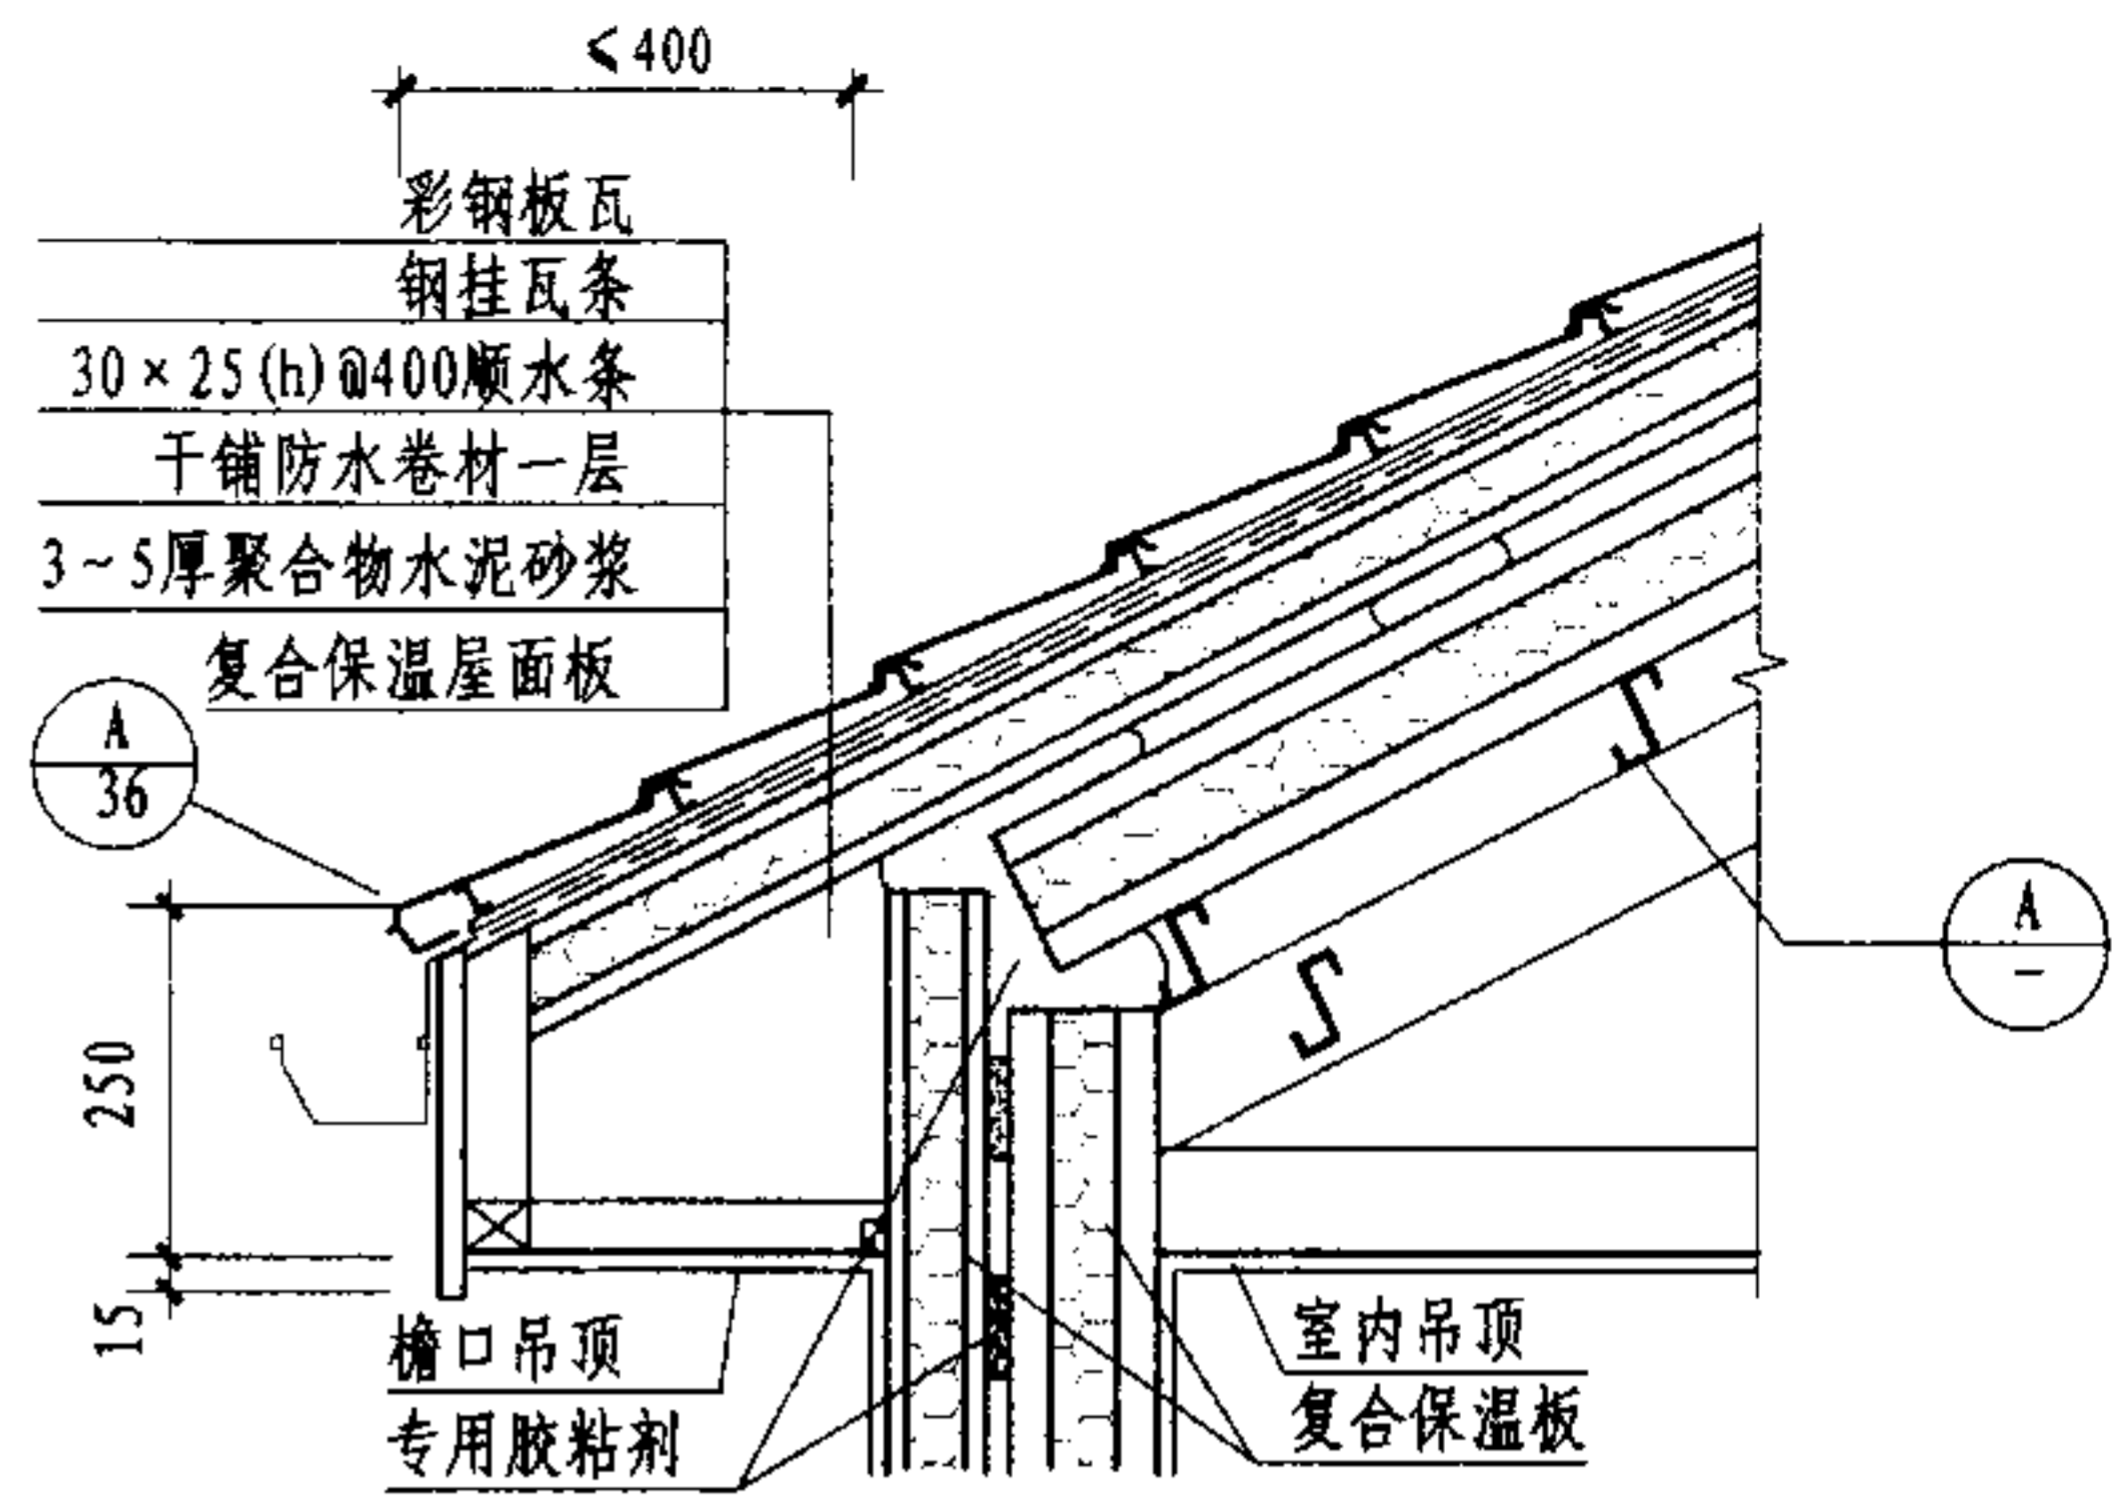 ≤400
彩钢板瓦
钢挂瓦条
30×25(h)@400顺水条
干铺防水卷材一层
3~5厚聚合物水泥砂浆
复合保温屋面板
A
36
A
—
250
15
檐口吊顶
专用胶粘剂
室内吊顶
复合保温板